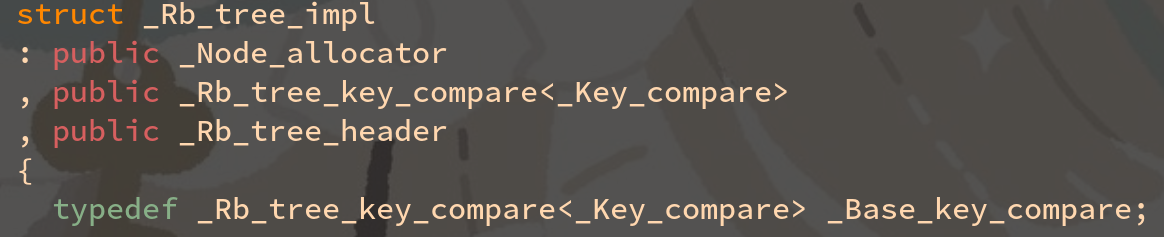 struct _Rb_tree_impl
: public _Node_allocator
, public _Rb_tree_key_compare<_Key_compare>
, public _Rb_tree_header
{
  typedef _Rb_tree_key_compare<_Key_compare> _Base_key_compare;